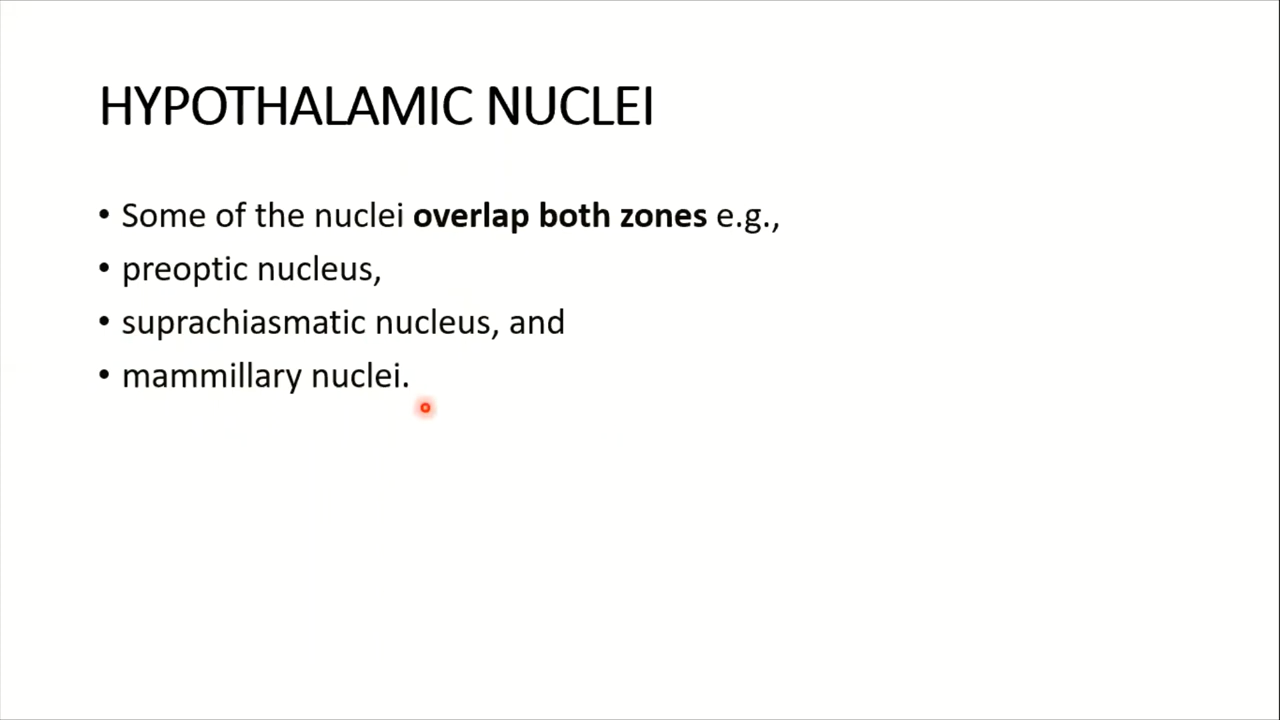 HYPOTHALAMIC NUCLEI
• Some of the nuclei overlap both zones e.g.,
• preoptic nucleus,
• suprachiasmatic nucleus, and
• mammillary nuclei.